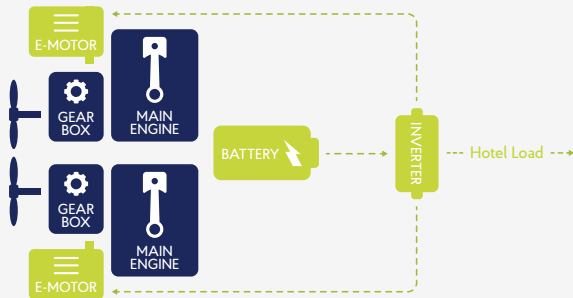 E-MOTOR
GEAR
BOX
MAIN
ENGINE
BATTERY
INVERTER
Hotel Load
GEAR
BOX
MAIN
ENGINE
E-MOTOR